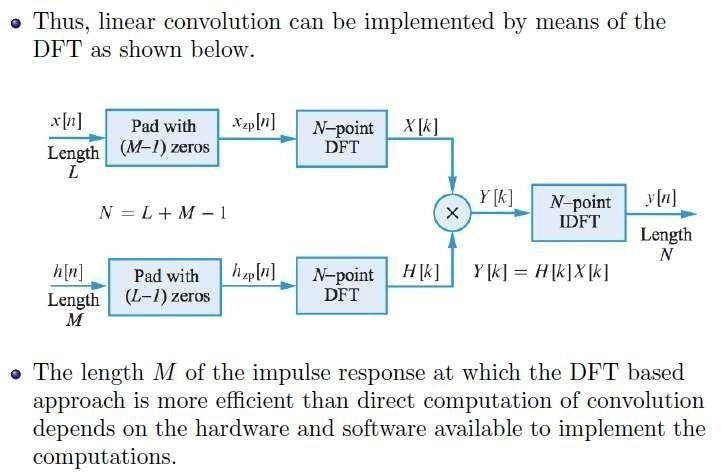 • Thus, linear convolution can be implemented by means of the
DFT as shown below.
x[n]
Length
L
Pad with
(M–1) zeros
xzp[n]
N–point
DFT
X[k]
N = L + M − 1
×
Y[k]
N–point
IDFT
y[n]
Length
N
h[n]
Length
M
Pad with
(L–1) zeros
hzp[n]
N–point
DFT
H[k]
Y[k] = H[k]X[k]
• The length M of the impulse response at which the DFT based
approach is more efficient than direct computation of convolution
depends on the hardware and software available to implement the
computations.